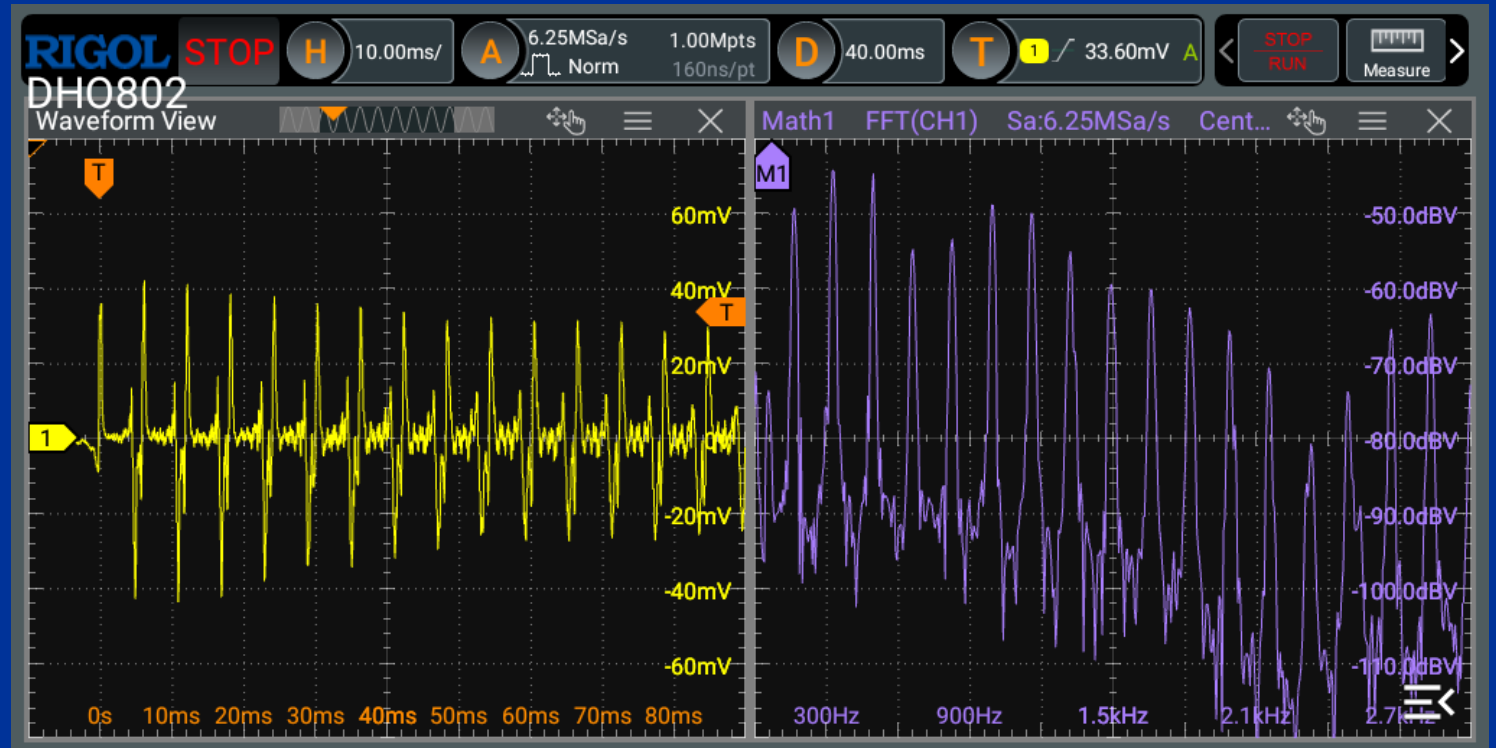 RIGOL STOP H 10.00ms/ A 6.25MSa/s 1.00Mpts D 40.00ms T 1 33.60mV A STOP Measure
Norm 160ns/pt RUN
DHO802
Waveform View
Math1 FFT(CH1) Sa:6.25MSa/s Cent...
T
M1
60mV
-50.0dBV
40mV
-60.0dBV
T
20mV
-70.0dBV
1
0V
-80.0dBV
-20mV
-90.0dBV
-40mV
-100.0dBV
-60mV
-110.0dBV
0s 10ms 20ms 30ms 40ms 50ms 60ms 70ms 80ms
300Hz 900Hz 1.5kHz 2.1kHz 2.7kHz